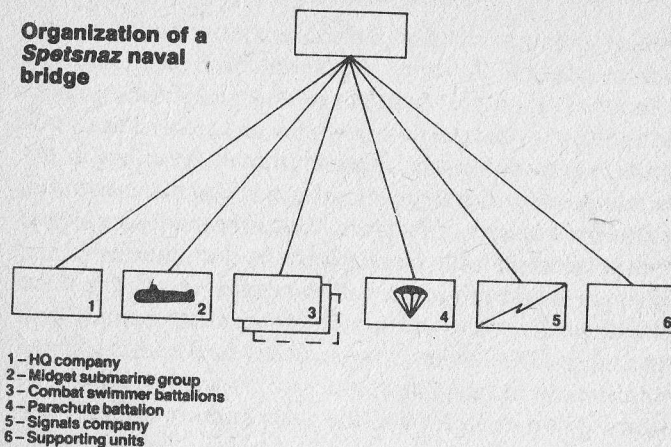 Organization of a
Spetsnaz naval
bridge
1
2
3
4
5
6
1 – HQ company
2 – Midget submarine group
3 – Combat swimmer battalions
4 – Parachute battalion
5 – Signals company
6 – Supporting units